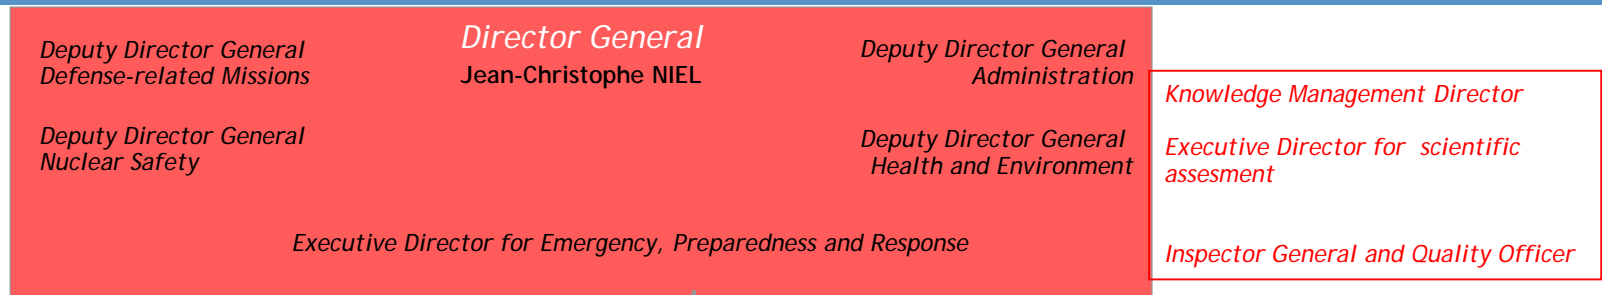 Director General
Jean-Christophe NIEL
Deputy Director General
Defense-related Missions
Deputy Director General
Administration
Deputy Director General
Nuclear Safety
Deputy Director General
Health and Environment
Executive Director for Emergency, Preparedness and Response
Knowledge Management Director
Executive Director for scientific
assesment
Inspector General and Quality Officer